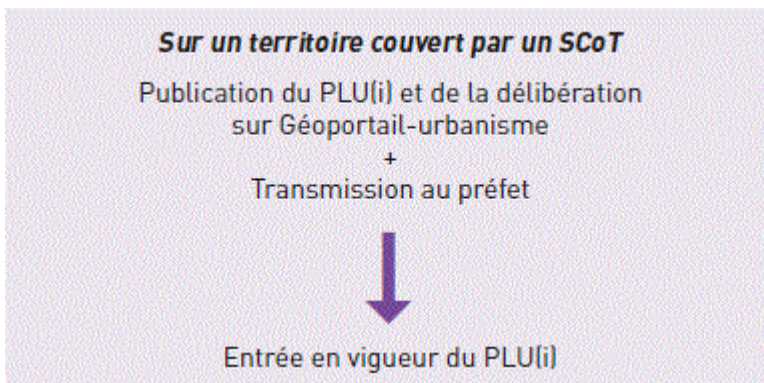 Sur un territoire couvert par un SCoT
Publication du PLU(i) et de la délibération
sur Géoportail-urbanisme
+
Transmission au préfet
Entrée en vigueur du PLU(i)